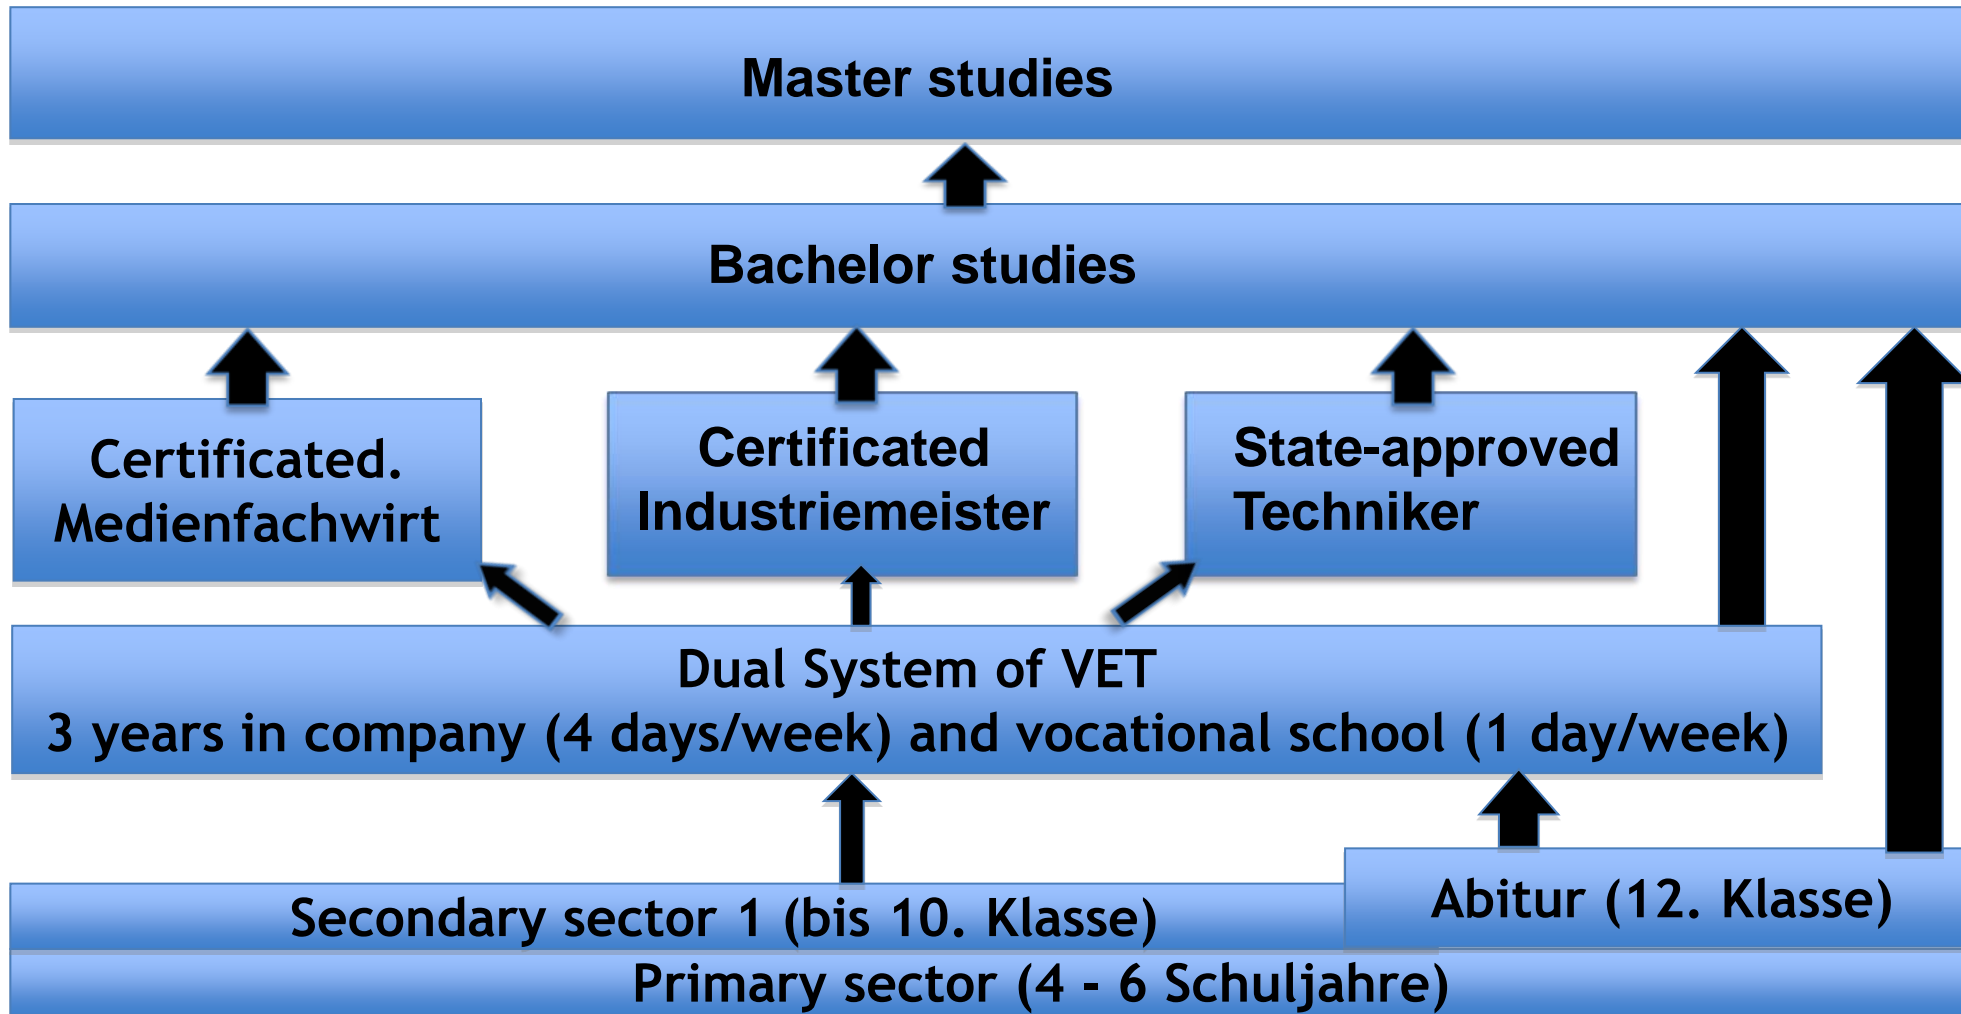 Master studies
Bachelor studies
Certificated.
Medienfachwirt
Certificated
Industriemeister
State-approved
Techniker
Dual System of VET
3 years in company (4 days/week) and vocational school (1 day/week)
Abitur (12. Klasse)
Secondary sector 1 (bis 10. Klasse)
Primary sector (4 - 6 Schuljahre)